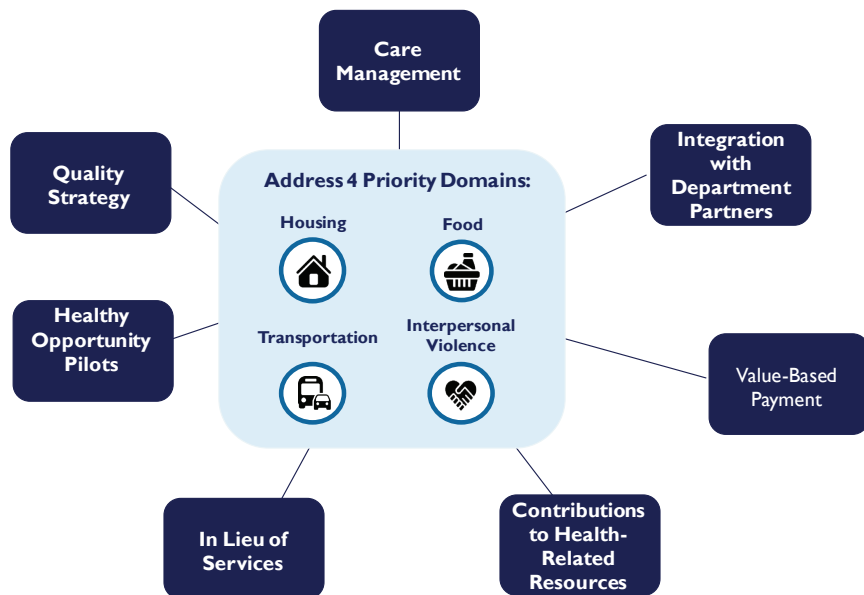 Care
Management
Integration
with
Department
Partners
Quality
Strategy
Address 4 Priority Domains:
Housing
Food
Healthy
Opportunity
Pilots
Transportation
Interpersonal
Violence
Value-Based
Payment
In Lieu of
Services
Contributions
to Health-
Related
Resources